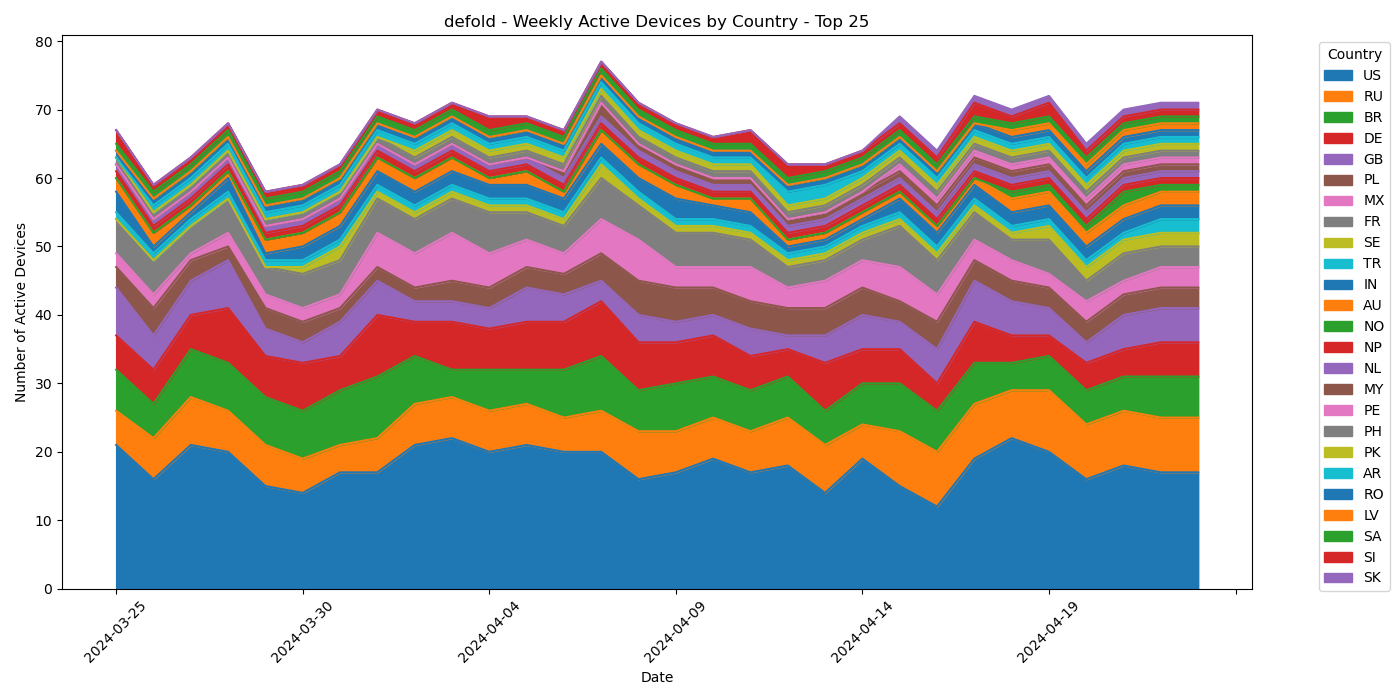 defold - Weekly Active Devices by Country - Top 25
Number of Active Devices
80
70
60
50
40
30
20
10
0
2024-03-25
2024-03-30
2024-04-04
2024-04-09
2024-04-14
2024-04-19
Date
Country
US
RU
BR
DE
GB
PL
MX
FR
SE
TR
IN
AU
NO
NP
NL
MY
PE
PH
PK
AR
RO
LV
SA
SI
SK